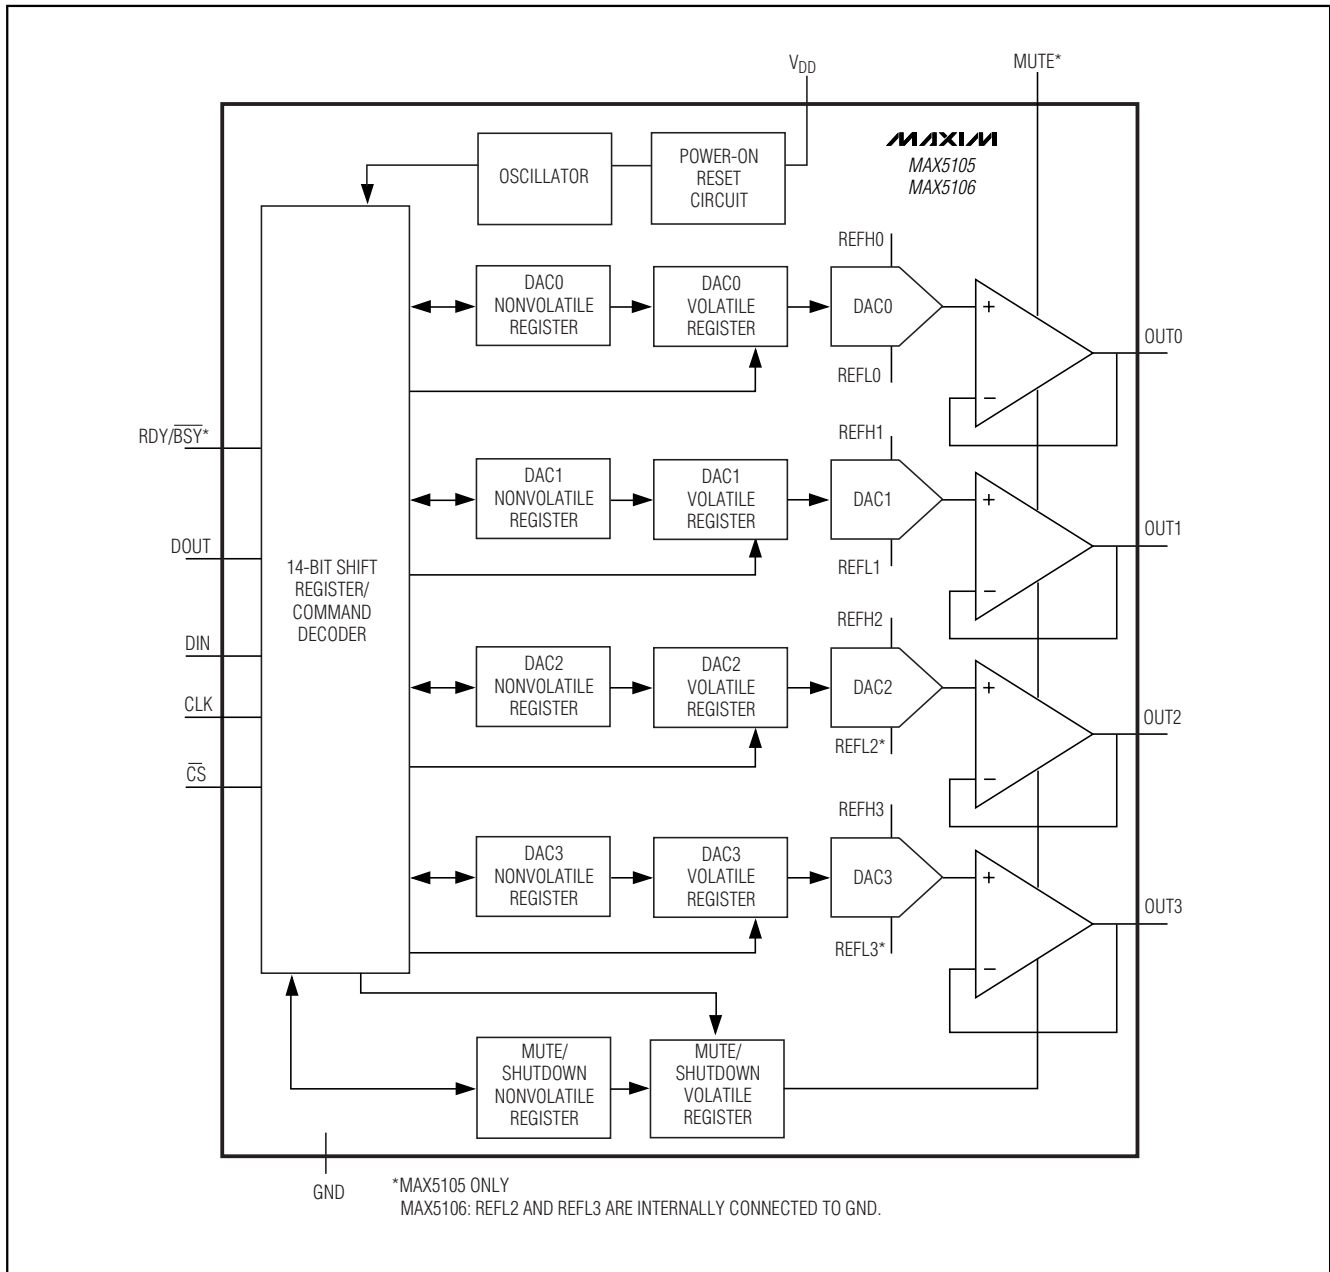 VDD
MUTE*
MAXIM
MAX5105
MAX5106
OSCILLATOR
POWER-ON
RESET
CIRCUIT
REFH0
DAC0
NONVOLATILE
REGISTER
DAC0
VOLATILE
REGISTER
DAC0
+
−
OUT0
REFL0
RDY/B̅S̅Y̅*
DOUT
DIN
CLK
C̅S̅
14-BIT SHIFT
REGISTER/
COMMAND
DECODER
REFH1
DAC1
NONVOLATILE
REGISTER
DAC1
VOLATILE
REGISTER
DAC1
+
−
OUT1
REFL1
REFH2
DAC2
NONVOLATILE
REGISTER
DAC2
VOLATILE
REGISTER
DAC2
+
−
OUT2
REFL2*
REFH3
DAC3
NONVOLATILE
REGISTER
DAC3
VOLATILE
REGISTER
DAC3
+
−
OUT3
REFL3*
MUTE/
SHUTDOWN
NONVOLATILE
REGISTER
MUTE/
SHUTDOWN
VOLATILE
REGISTER
GND
*MAX5105 ONLY
MAX5106: REFL2 AND REFL3 ARE INTERNALLY CONNECTED TO GND.